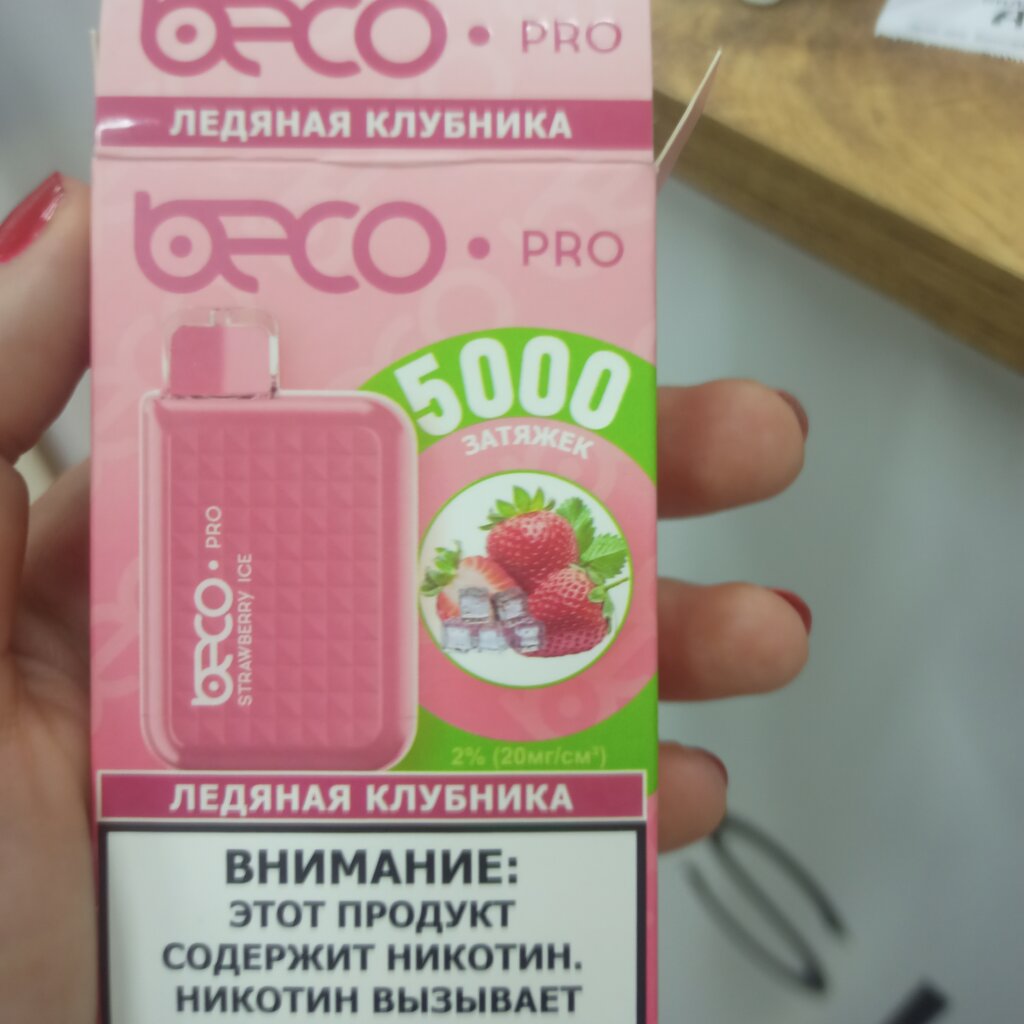 BECO • PRO
ЛЕДЯНАЯ КЛУБНИКА
BECO • PRO
5000
ЗАТЯЖЕК
BECO • PRO
STRAWBERRY ICE
2% (20мг/см³)
ЛЕДЯНАЯ КЛУБНИКА
ВНИМАНИЕ:
ЭТОТ ПРОДУКТ
СОДЕРЖИТ НИКОТИН.
НИКОТИН ВЫЗЫВАЕТ